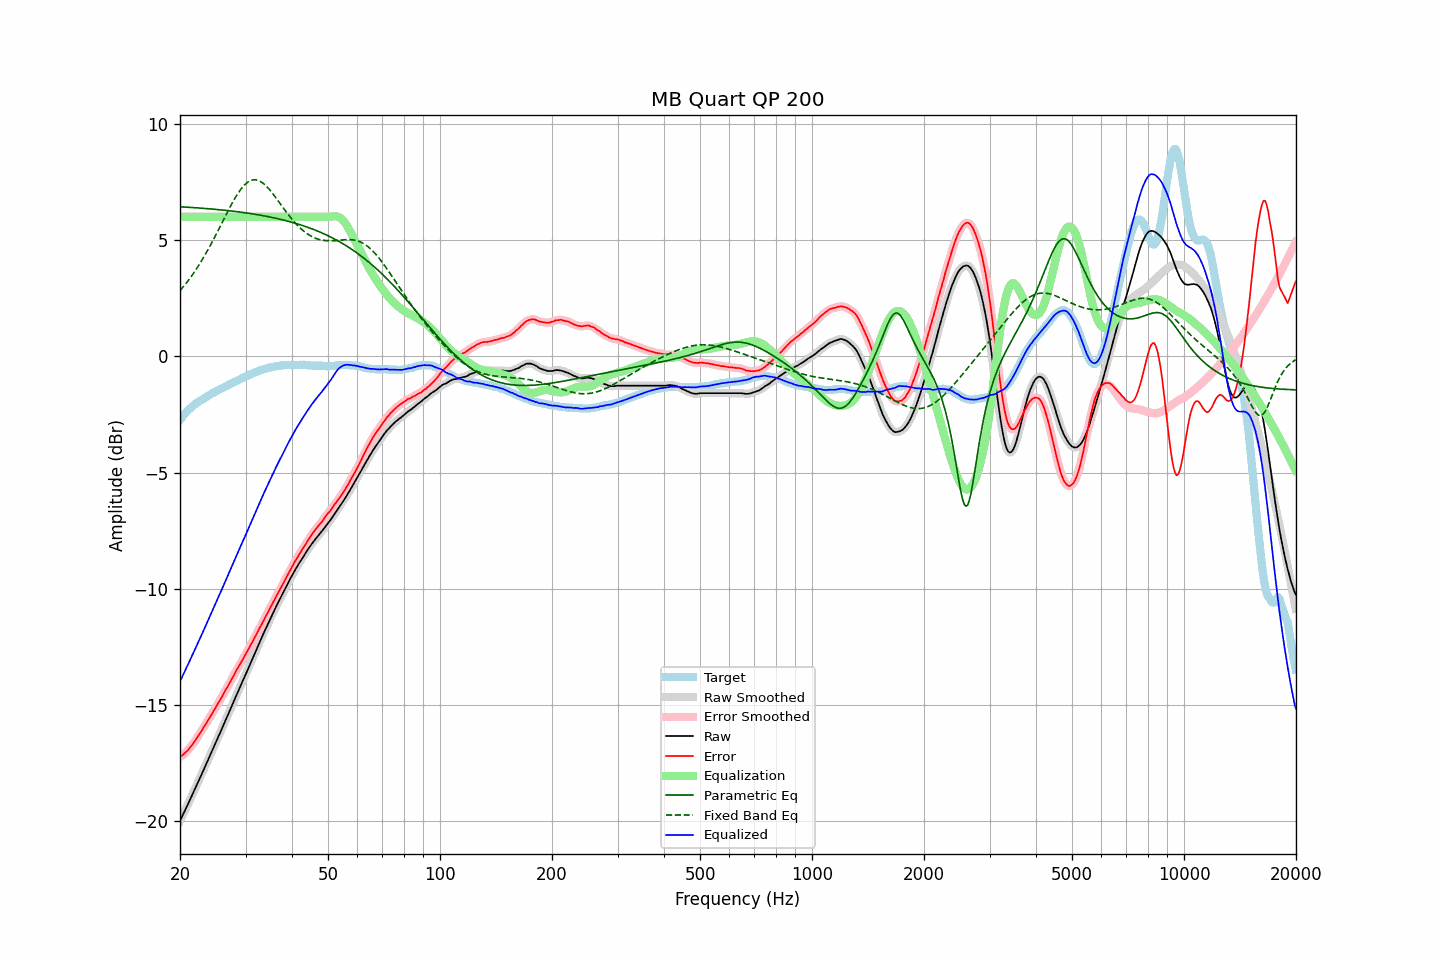 MB Quart QP 200
Amplitude (dBr)
10
5
0
−5
−10
−15
−20
Target
Raw Smoothed
Error Smoothed
Raw
Error
Equalization
Parametric Eq
Fixed Band Eq
Equalized
20 50 100 200 500 1000 2000 5000 10000 20000
Frequency (Hz)